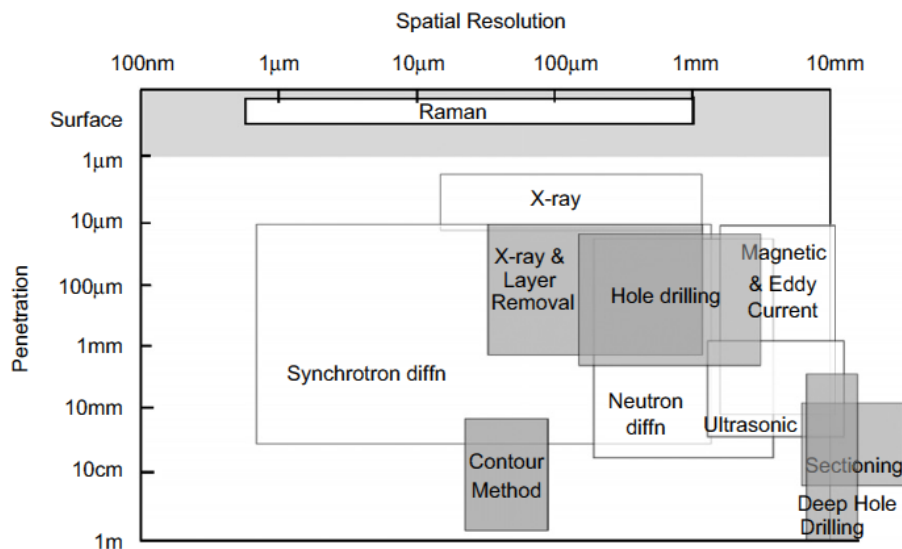 Spatial Resolution
100nm 1μm 10μm 100μm 1mm 10mm
Penetration
Surface
1μm
10μm
100μm
1mm
10mm
10cm
1m
Raman
X-ray
X-ray &
Layer
Removal
Hole drilling
Magnetic
& Eddy
Current
Synchrotron diffn
Neutron
diffn
Ultrasonic
Contour
Method
Sectioning
Deep Hole
Drilling